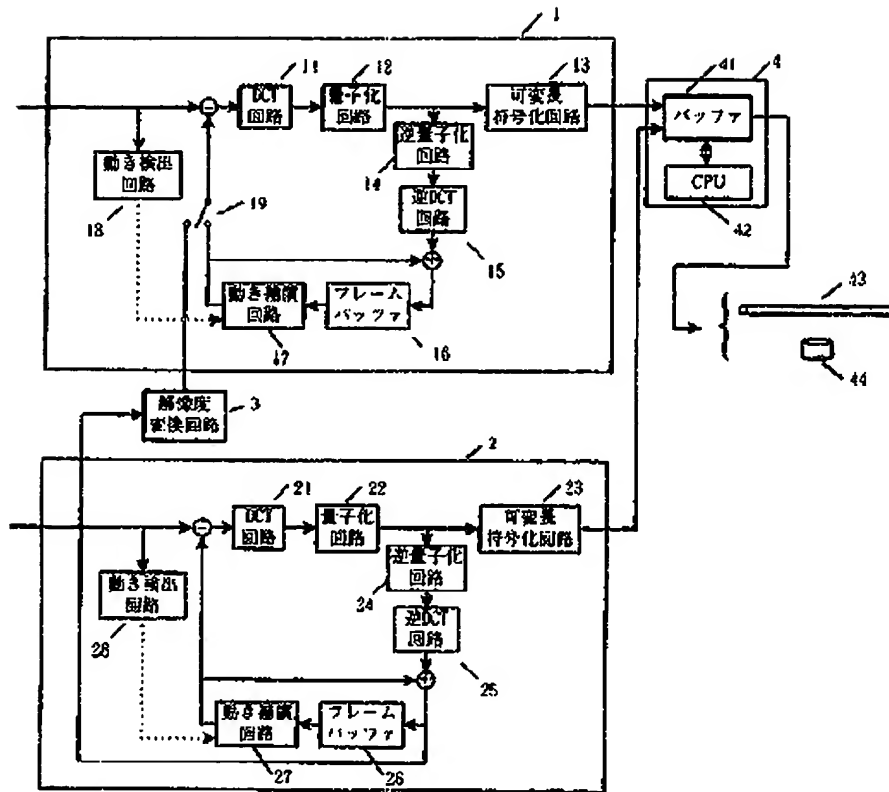 1
11
12
13
41
4
DCT
回路
量子化
回路
可変長
符号化回路
バッファ
逆量子化
回路
14
動き検出
回路
18
19
CPU
42
逆DCT
回路
15
動き補償
回路
17
フレーム
バッファ
16
43
44
解像度
変換回路
3
2
21
22
23
DCT
回路
量子化
回路
可変長
符号化回路
逆量子化
回路
24
動き検出
回路
28
逆DCT
回路
25
動き補償
回路
27
フレーム
バッファ
26